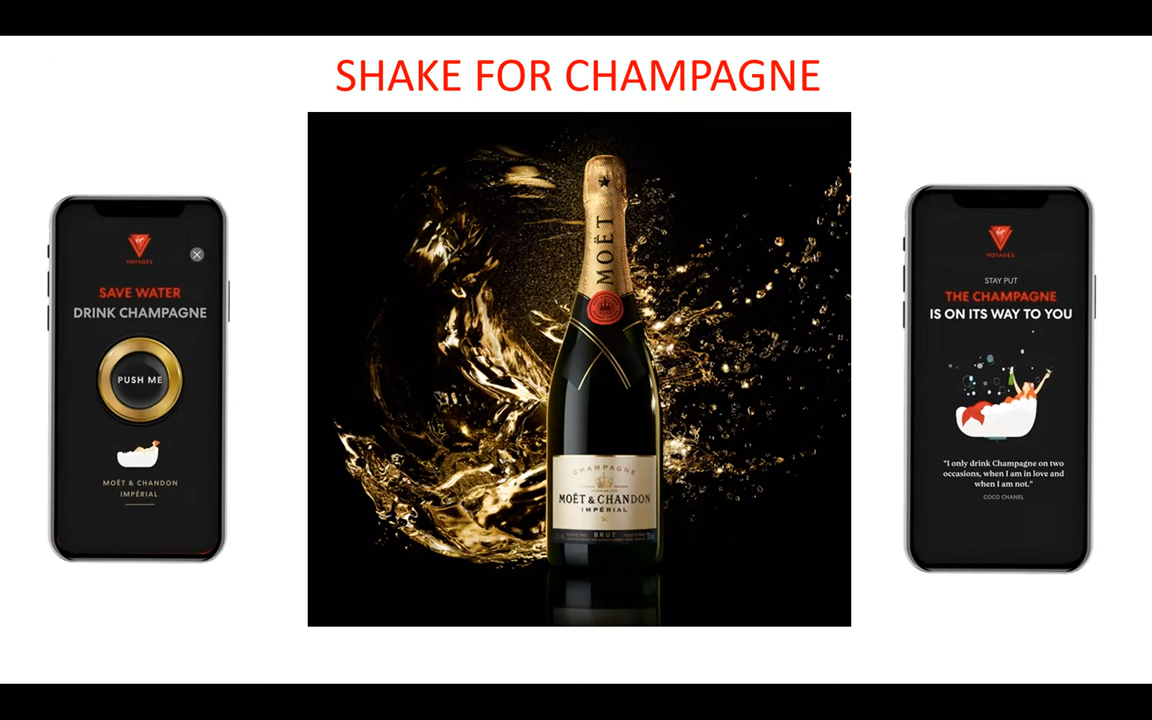 SHAKE FOR CHAMPAGNE
VOYAGES
SAVE WATER
DRINK CHAMPAGNE
PUSH ME
MOËT & CHANDON
IMPÉRIAL
MOËT
CHAMPAGNE
MOËT & CHANDON
IMPÉRIAL
BRUT
Virgin
VOYAGES
STAY PUT
THE CHAMPAGNE
IS ON ITS WAY TO YOU
"I only drink Champagne on two
occasions, when I am in love and
when I am not."
COCO CHANEL